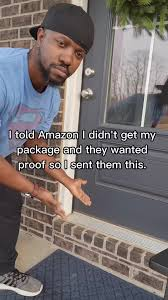 I told Amazon I didn't get my
package and they wanted
proof so I sent them this.